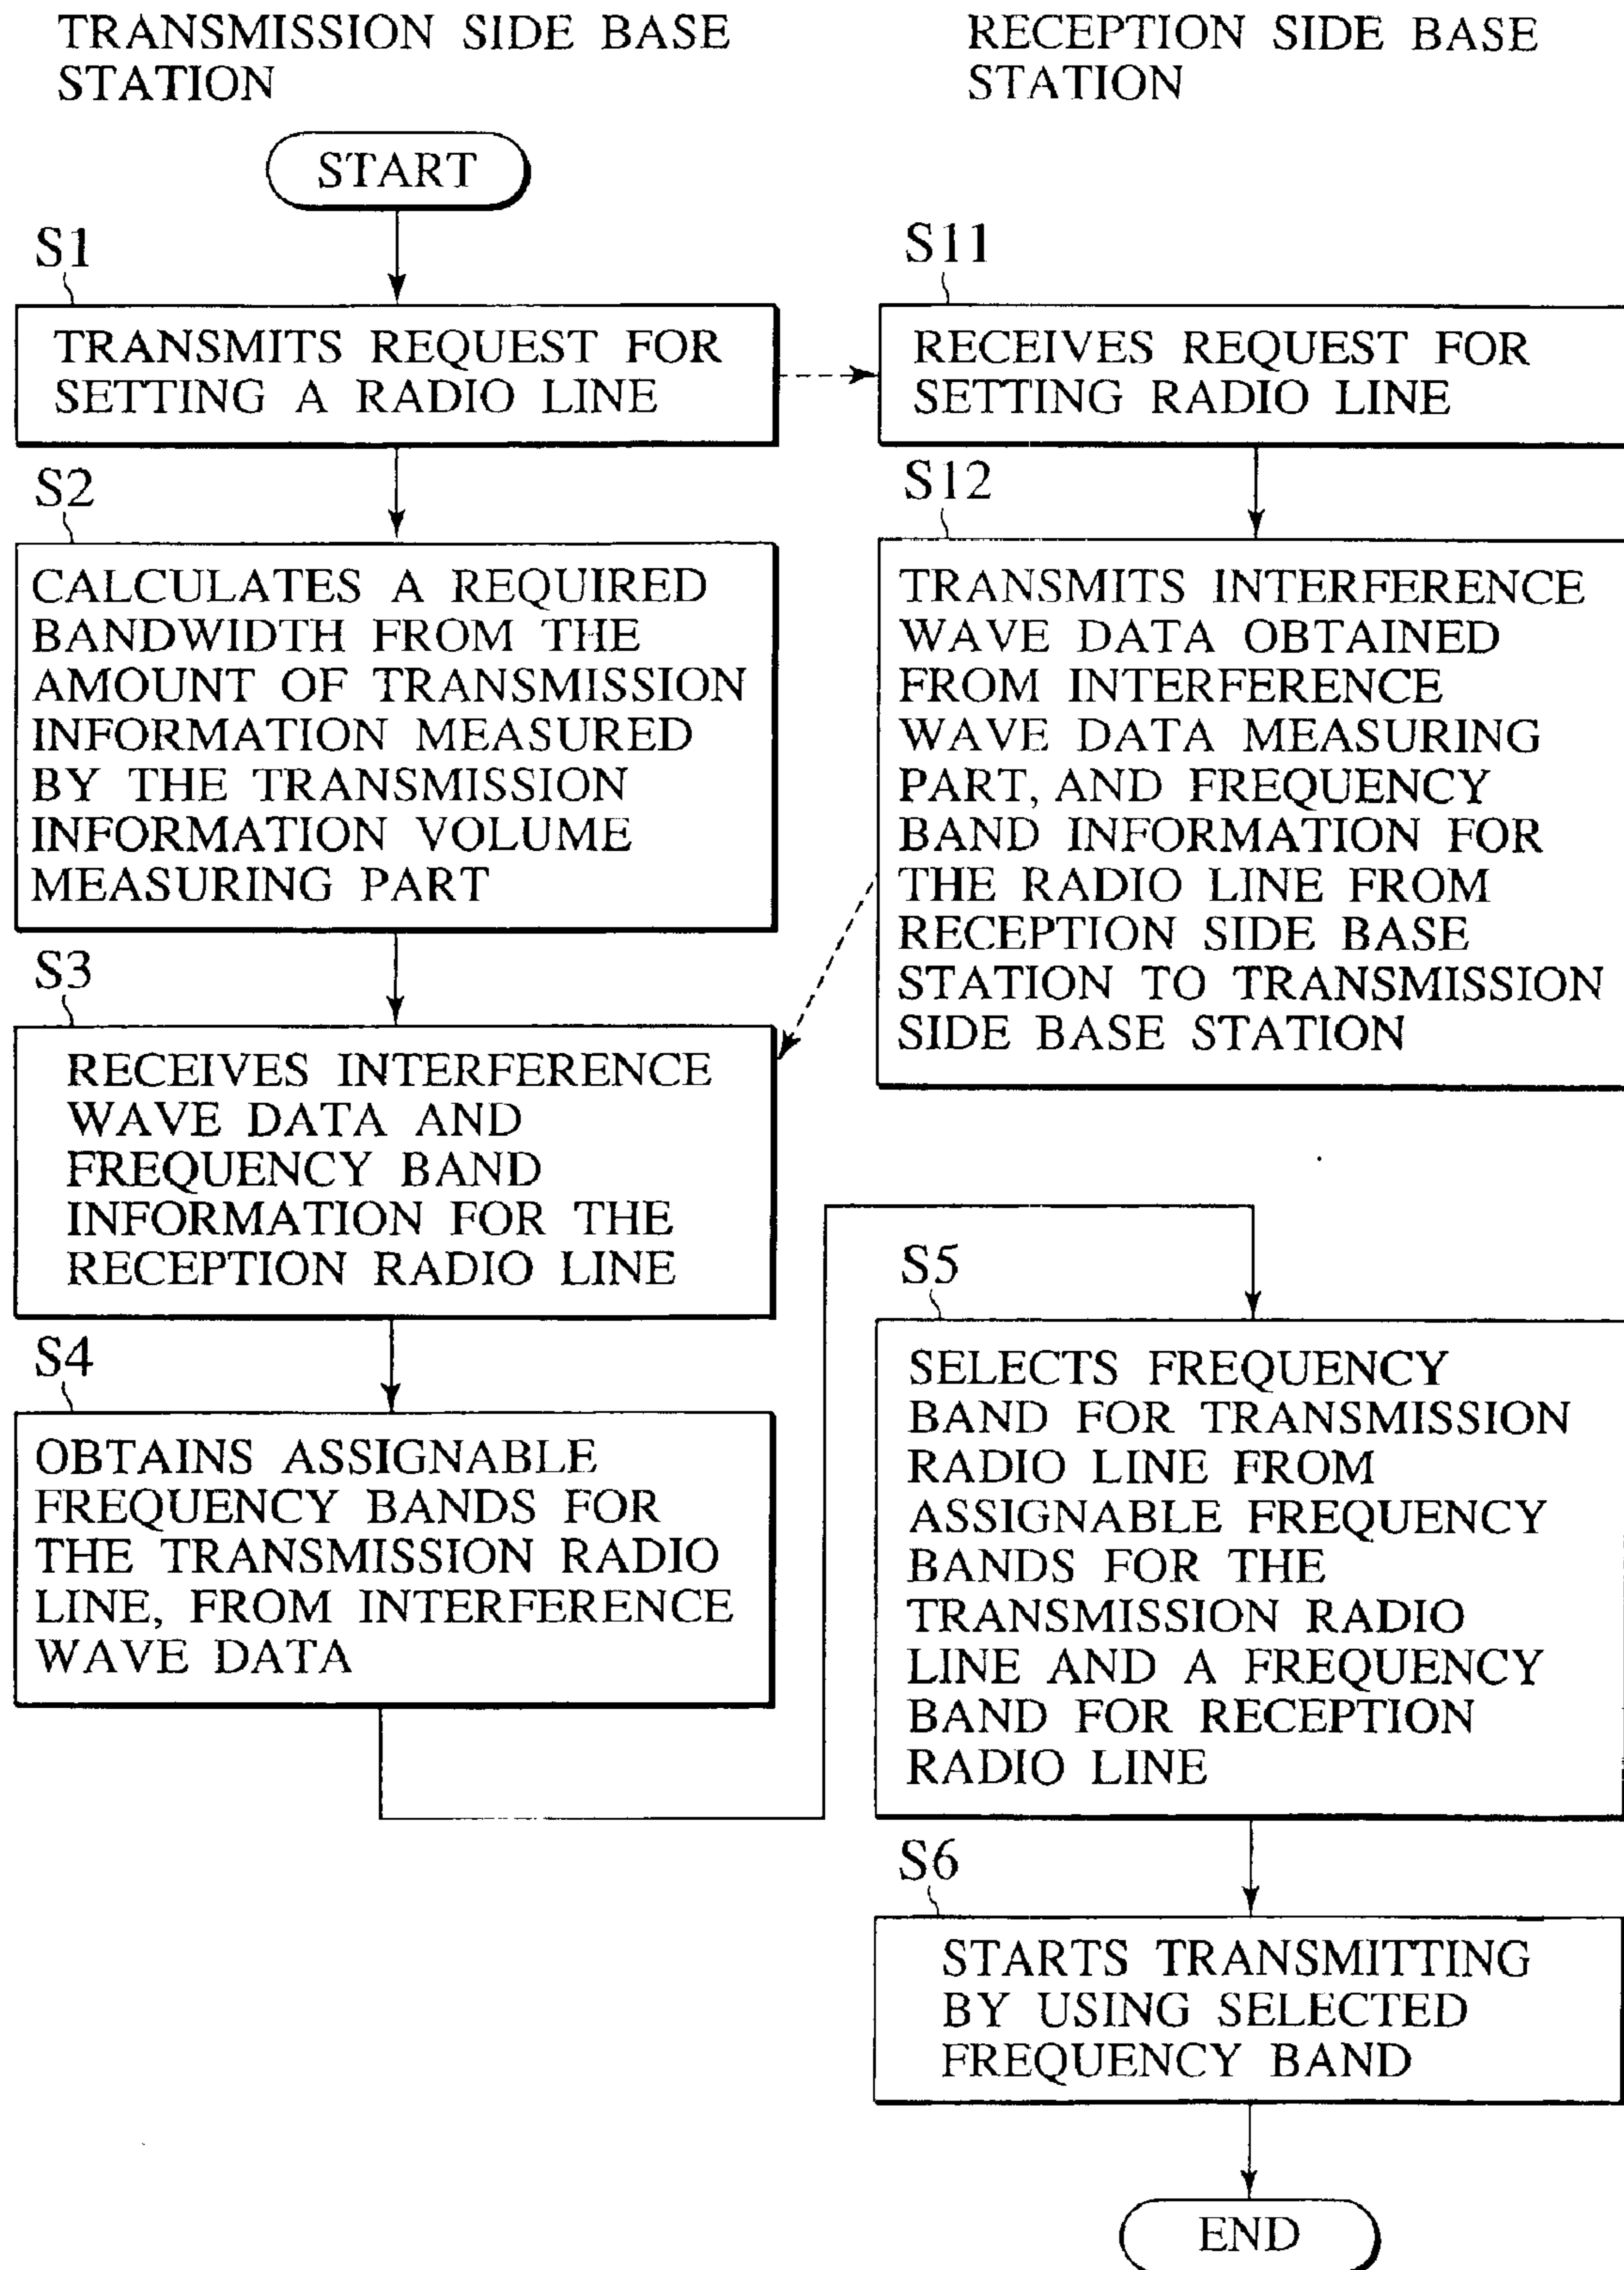 TRANSMISSION SIDE BASE
STATION
RECEPTION SIDE BASE
STATION
START
S1
TRANSMITS REQUEST FOR
SETTING A RADIO LINE
S11
RECEIVES REQUEST FOR
SETTING RADIO LINE
S2
CALCULATES A REQUIRED
BANDWIDTH FROM THE
AMOUNT OF TRANSMISSION
INFORMATION MEASURED
BY THE TRANSMISSION
INFORMATION VOLUME
MEASURING PART
S12
TRANSMITS INTERFERENCE
WAVE DATA OBTAINED
FROM INTERFERENCE
WAVE DATA MEASURING
PART, AND FREQUENCY
BAND INFORMATION FOR
THE RADIO LINE FROM
RECEPTION SIDE BASE
STATION TO TRANSMISSION
SIDE BASE STATION
S3
RECEIVES INTERFERENCE
WAVE DATA AND
FREQUENCY BAND
INFORMATION FOR THE
RECEPTION RADIO LINE
S4
OBTAINS ASSIGNABLE
FREQUENCY BANDS FOR
THE TRANSMISSION RADIO
LINE, FROM INTERFERENCE
WAVE DATA
S5
SELECTS FREQUENCY
BAND FOR TRANSMISSION
RADIO LINE FROM
ASSIGNABLE FREQUENCY
BANDS FOR THE
TRANSMISSION RADIO
LINE AND A FREQUENCY
BAND FOR RECEPTION
RADIO LINE
S6
STARTS TRANSMITTING
BY USING SELECTED
FREQUENCY BAND
END